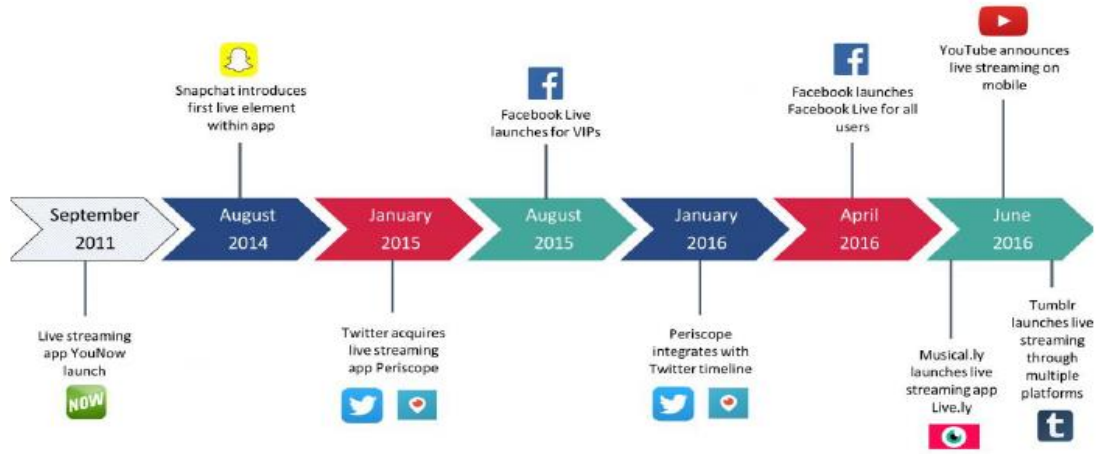 YouTube announces
live streaming on
mobile
Snapchat introduces
first live element
within app
Facebook Live
launches for VIPs
Facebook launches
Facebook Live for all
users
September
2011
August
2014
January
2015
August
2015
January
2016
April
2016
June
2016
Live streaming
app YouNow
launch
NOW
Twitter acquires
live streaming
app Periscope
Periscope
integrates with
Twitter timeline
Musical.ly
launches live
streaming app
Live.ly
Tumblr
launches live
streaming
through
multiple
platforms